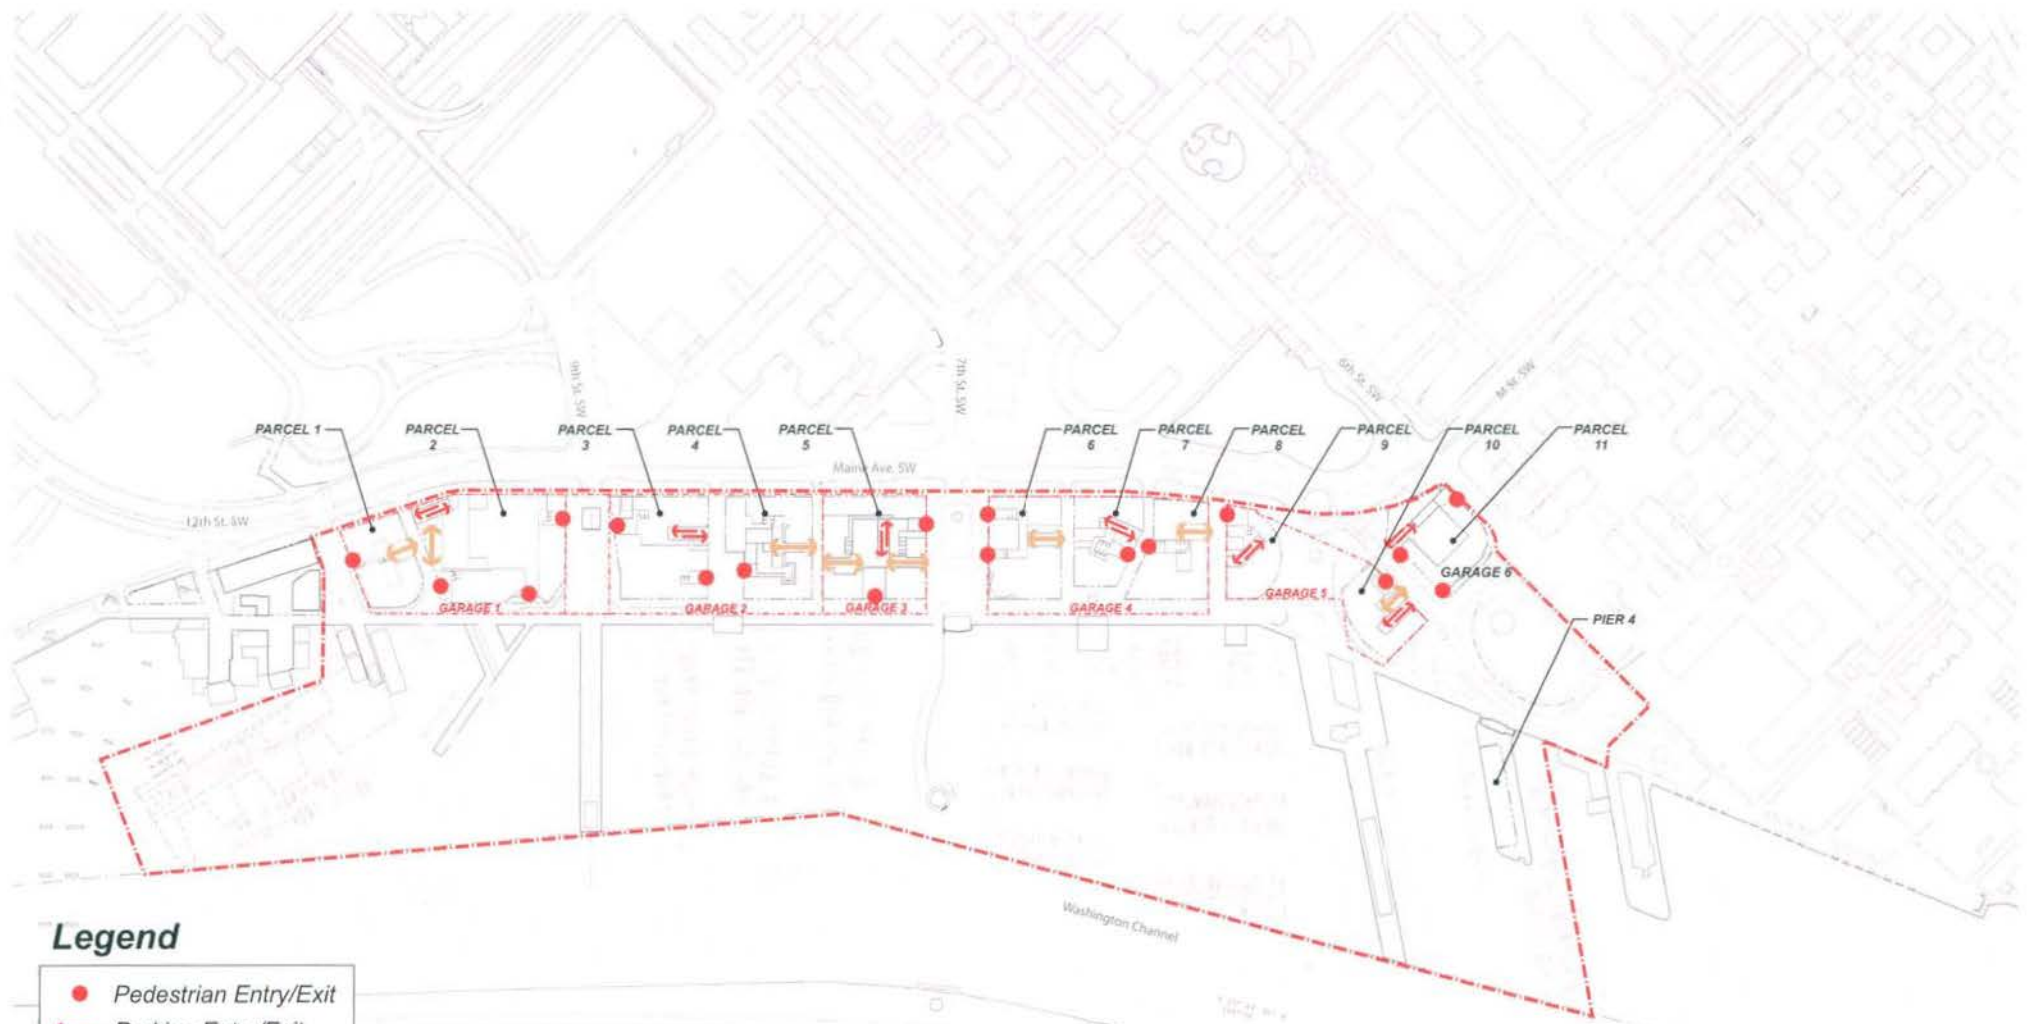 9th St. SW
7th St. SW
6th St. SW
M St. SW
PARCEL 1
PARCEL
2
PARCEL
3
PARCEL
4
PARCEL
5
PARCEL
6
PARCEL
7
PARCEL
8
PARCEL
9
PARCEL
10
PARCEL
11
Maine Ave. SW
12th St. SW
GARAGE 6
GARAGE 5
GARAGE 1
GARAGE 2
GARAGE 3
GARAGE 4
PIER 4
Washington Channel
Legend
Pedestrian Entry/Exit